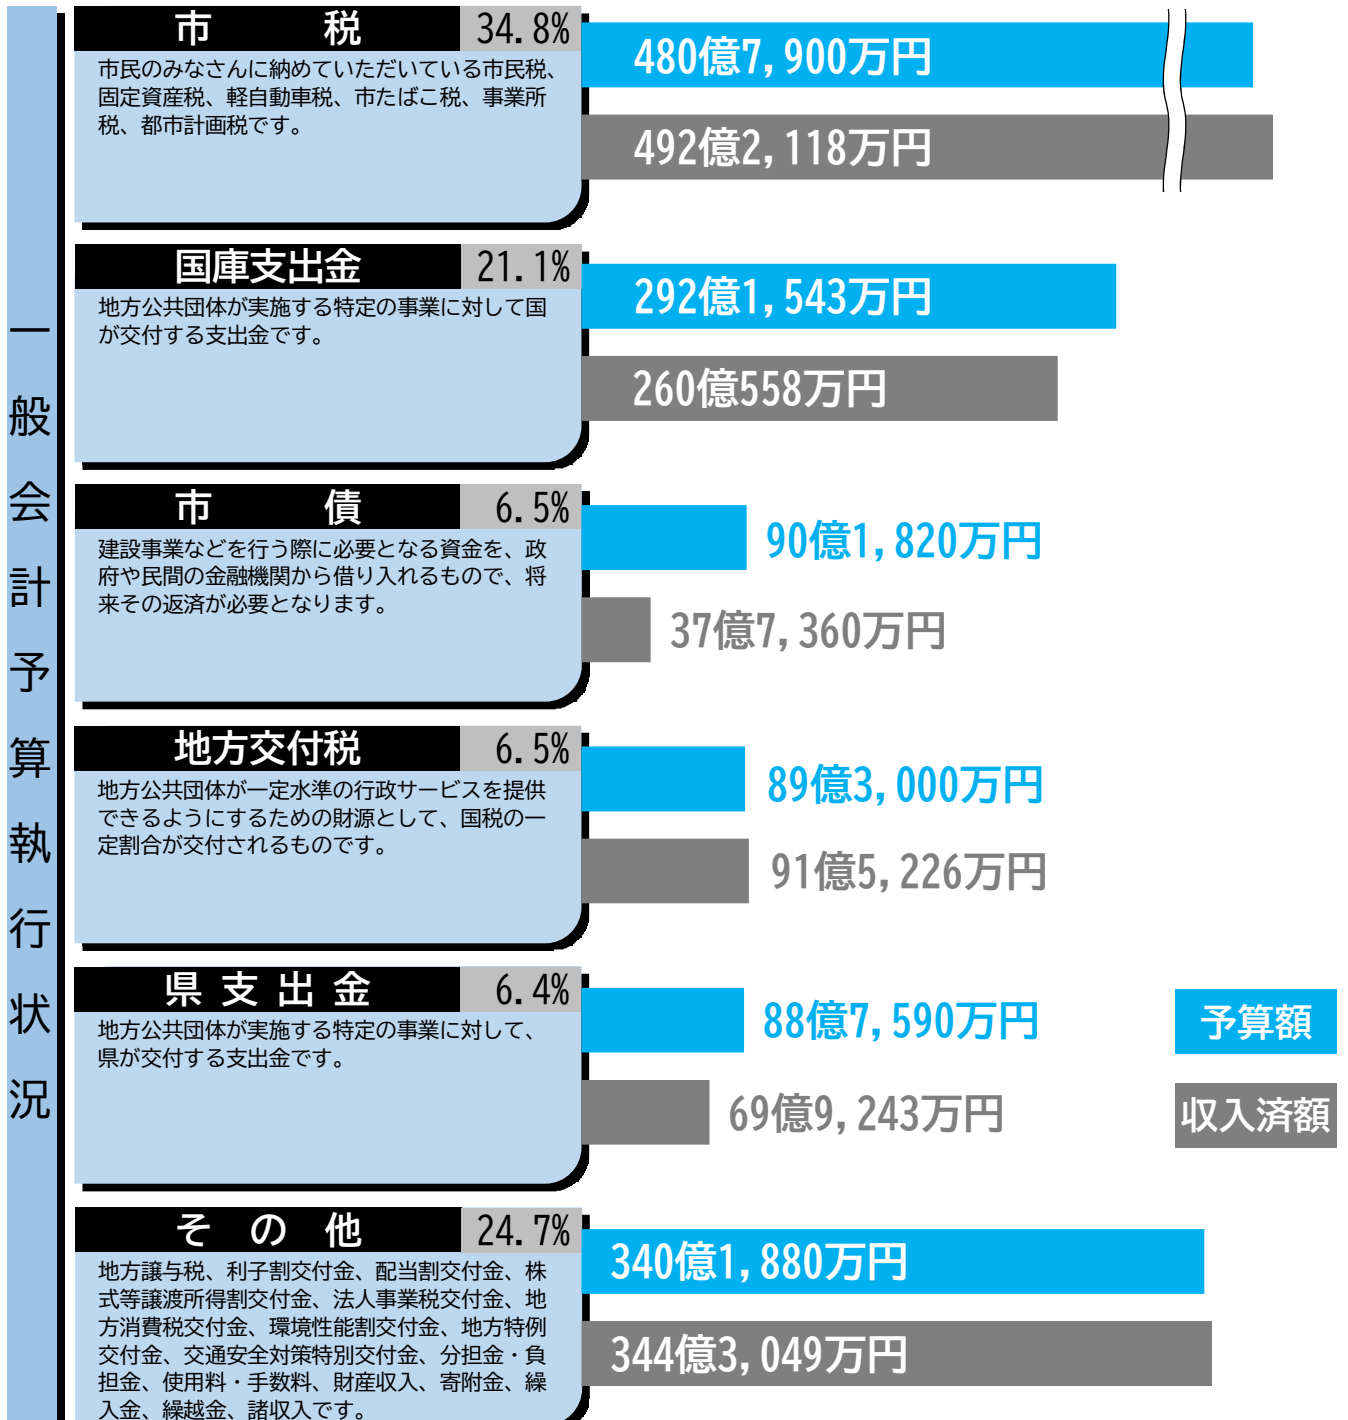 一般会計予算執行状況
市税 34.8%
市民のみなさんに納めていただいている市民税、
固定資産税、軽自動車税、市たばこ税、事業所
税、都市計画税です。
480億7,900万円
492億2,118万円
国庫支出金 21.1%
地方公共団体が実施する特定の事業に対して国
が交付する支出金です。
292億1,543万円
260億558万円
市債 6.5%
建設事業などを行う際に必要となる資金を、政
府や民間の金融機関から借り入れるもので、将
来その返済が必要となります。
90億1,820万円
37億7,360万円
地方交付税 6.5%
地方公共団体が一定水準の行政サービスを提供
できるようにするための財源として、国税の一
定割合が交付されるものです。
89億3,000万円
91億5,226万円
県支出金 6.4%
地方公共団体が実施する特定の事業に対して、
県が交付する支出金です。
88億7,590万円
69億9,243万円
予算額
収入済額
その他 24.7%
地方譲与税、利子割交付金、配当割交付金、株
式等譲渡所得割交付金、法人事業税交付金、地
方消費税交付金、環境性能割交付金、地方特例
交付金、交通安全対策特別交付金、分担金・負
担金、使用料・手数料、財産収入、寄附金、繰
入金、繰越金、諸収入です。
340億1,880万円
344億3,049万円